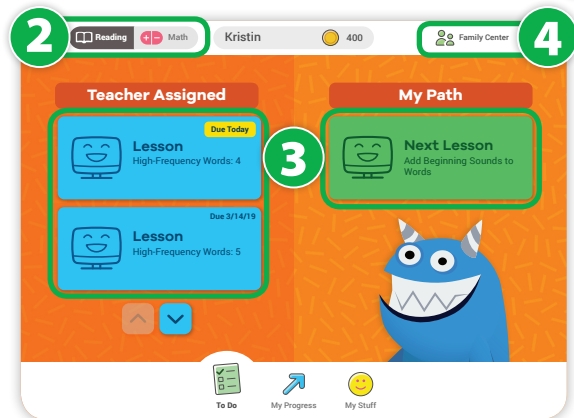 2
Reading
Math
Kristin
400
Family Center
4
Teacher Assigned
My Path
Due Today
Lesson
High-Frequency Words: 4
3
Next Lesson
Add Beginning Sounds to
Words
Due 3/14/19
Lesson
High-Frequency Words: 5
To Do
My Progress
My Stuff